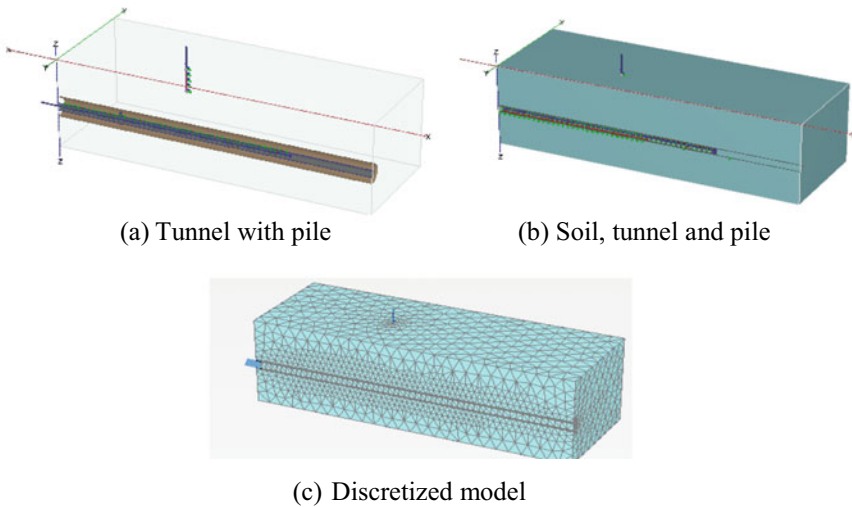 (a) Tunnel with pile
(b) Soil, tunnel and pile
(c) Discretized model